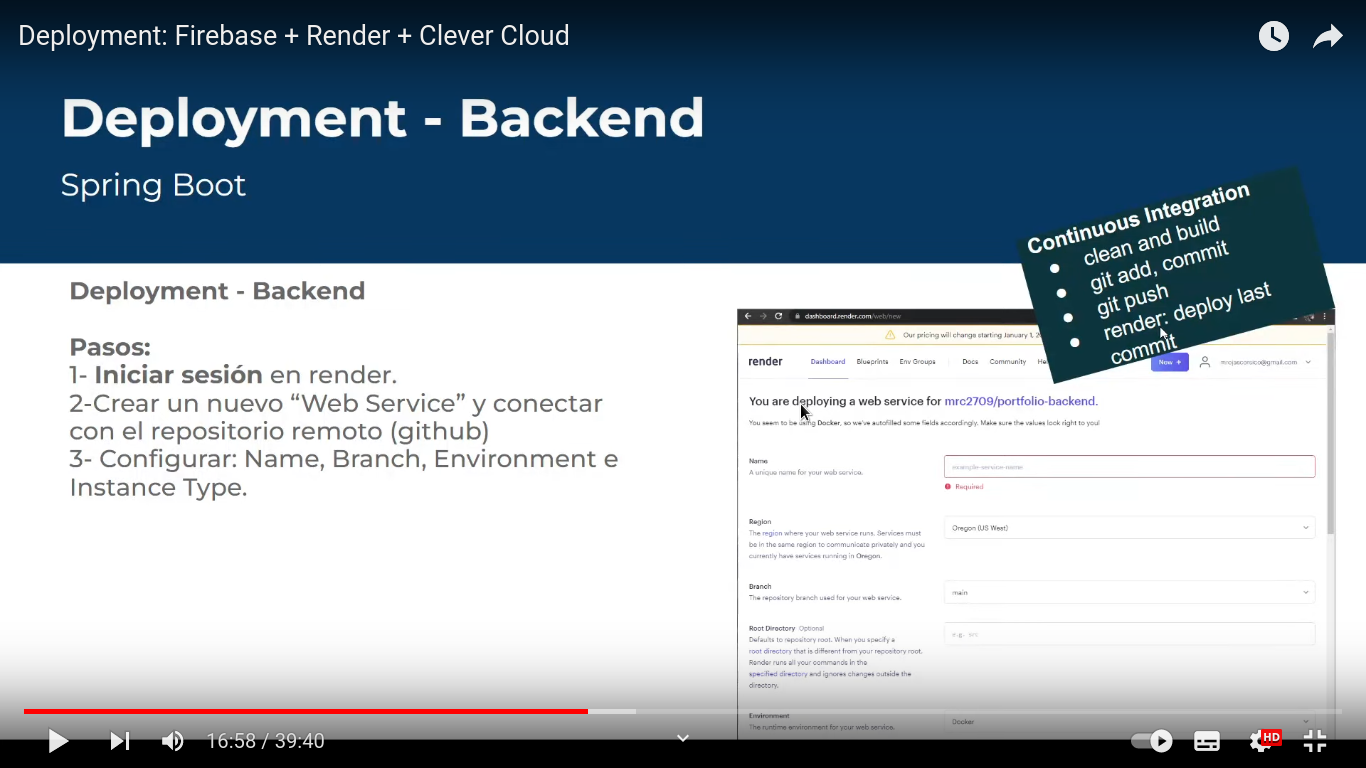 Deployment: Firebase + Render + Clever Cloud
Deployment - Backend
Spring Boot
Continuous Integration
● clean and build
● git add, commit
● git push
● render: deploy last
commit
Deployment - Backend
Pasos:
1- Iniciar sesión en render.
2-Crear un nuevo “Web Service” y conectar
con el repositorio remoto (github)
3- Configurar: Name, Branch, Environment e
Instance Type.
dashboard.render.com/web/new
Our pricing will change starting January 1,
render Dashboard Blueprints Env Groups Docs Community New +
You are deploying a web service for mrc2709/portfolio-backend.
You seem to be using Docker, so we've autofilled some fields accordingly. Make sure the values look right to you!
Name
A unique name for your web service.
example-service-name
Required
Region
The region where your web service runs. Services must
be in the same region to communicate privately and you
currently have services running in Oregon.
Oregon (US West)
Branch
The repository branch used for your web service.
main
Root Directory Optional
Defaults to repository root. When you specify a
root directory that is different from your repository root.
Render runs all your commands in the
specified directory and ignores changes outside the
directory.
e.g. src
Environment
The runtime environment for your web service.
Docker
16:58 / 39:40
HD